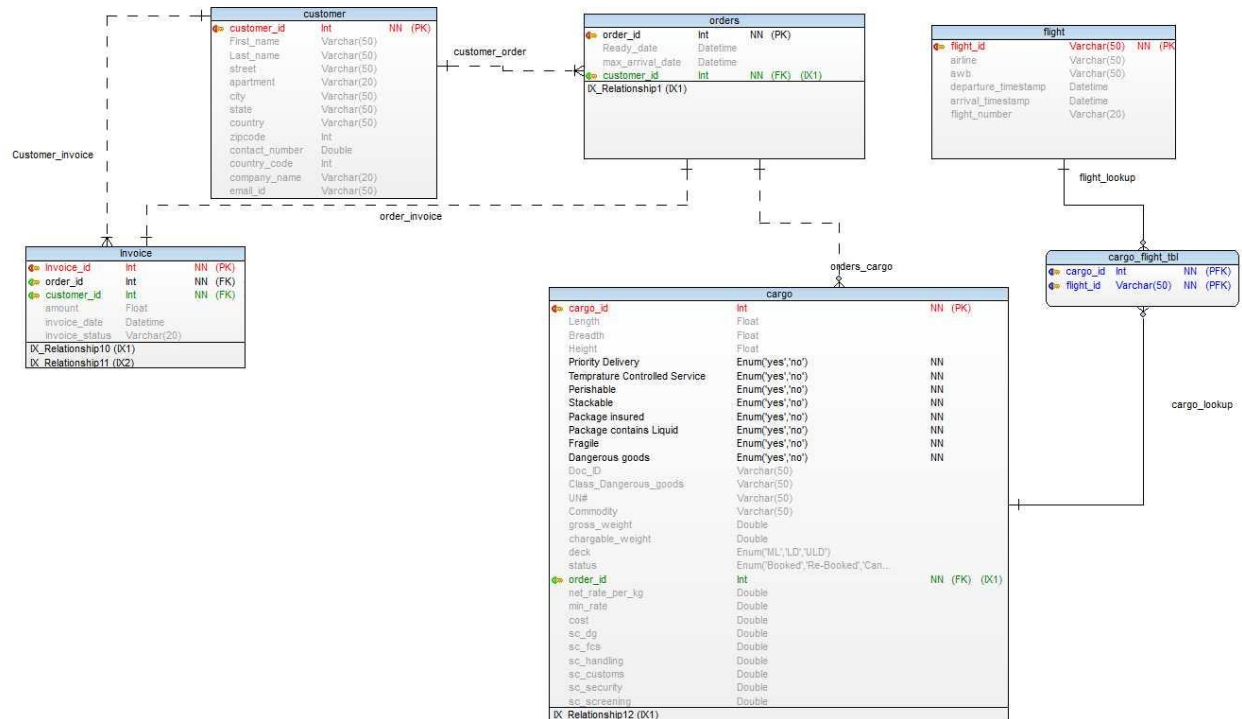 customer
customer_id Int NN (PK)
First_name Varchar(50)
Last_name Varchar(50)
street Varchar(50)
apartment Varchar(20)
city Varchar(50)
state Varchar(50)
country Varchar(50)
zipcode Int
contact_number Double
country_code Int
company_name Varchar(20)
email_id Varchar(50)
customer_order
orders
order_id Int NN (PK)
Ready_date Datetime
max_arrival_date Datetime
customer_id Int NN (FK) (IX1)
IX_Relationship1 (IX1)
flight
flight_id Varchar(50) NN (PK
airline Varchar(50)
awb Varchar(50)
departure_timestamp Datetime
arrival_timestamp Datetime
flight_number Varchar(20)
Customer_invoice
order_invoice
flight_lookup
Invoice
Invoice_id Int NN (PK)
order_id Int NN (FK)
customer_id Int NN (FK)
amount Float
invoice_date Datetime
invoice_status Varchar(20)
IX_Relationship10 (IX1)
IX_Relationship11 (IX2)
orders_cargo
cargo_flight_tbl
cargo_id Int NN (PFK)
flight_id Varchar(50) NN (PFK)
cargo_lookup
cargo
cargo_id Int NN (PK)
Length Float
Breadth Float
Height Float
Priority Delivery Enum('yes','no') NN
Temprature Controlled Service Enum('yes','no') NN
Perishable Enum('yes','no') NN
Stackable Enum('yes','no') NN
Package insured Enum('yes','no') NN
Package contains Liquid Enum('yes','no') NN
Fragile Enum('yes','no') NN
Dangerous goods Enum('yes','no') NN
Doc_ID Varchar(50)
Class_Dangerous_goods Varchar(50)
UN# Varchar(50)
Commodity Varchar(50)
gross_weight Double
chargable_weight Double
deck Enum('ML','LD','ULD')
status Enum('Booked','Re-Booked','Can...
order_id Int NN (FK) (IX1)
net_rate_per_kg Double
min_rate Double
cost Double
sc_dg Double
sc_fcs Double
sc_handling Double
sc_customs Double
sc_security Double
sc_screening Double
IX_Relationship12 (IX1)